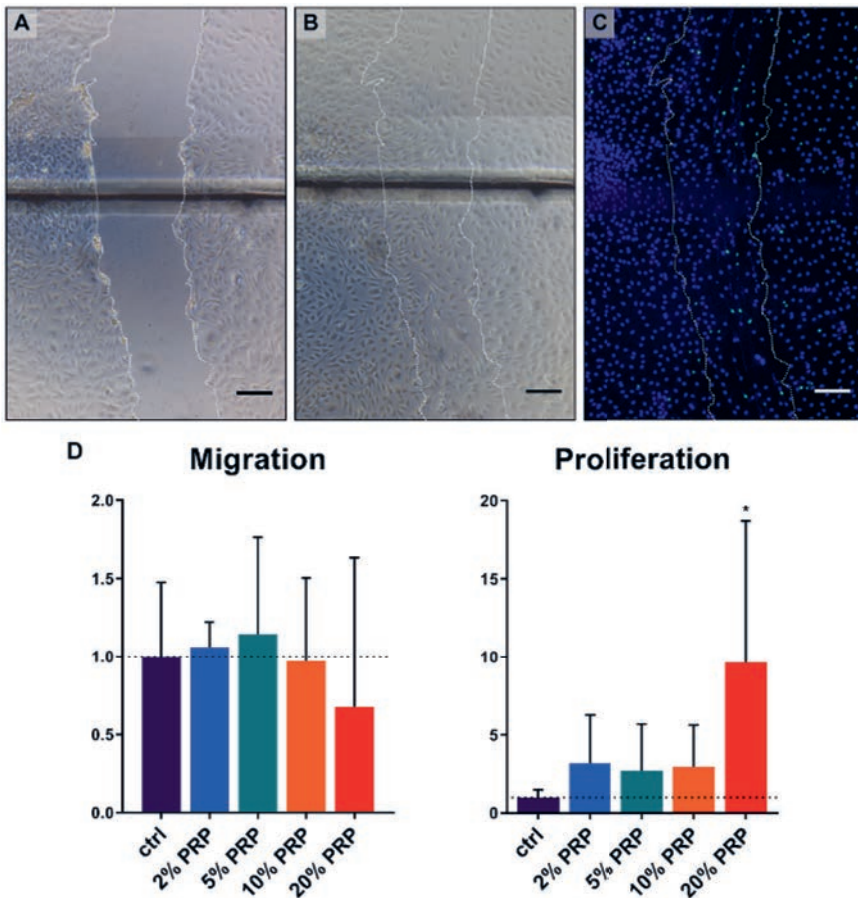 A
B
C
D
Migration
Proliferation
2.0
1.5
1.0
0.5
0.0
ctrl
2% PRP
5% PRP
10% PRP
20% PRP
20
15
10
5
0
*
ctrl
2% PRP
5% PRP
10% PRP
20% PRP